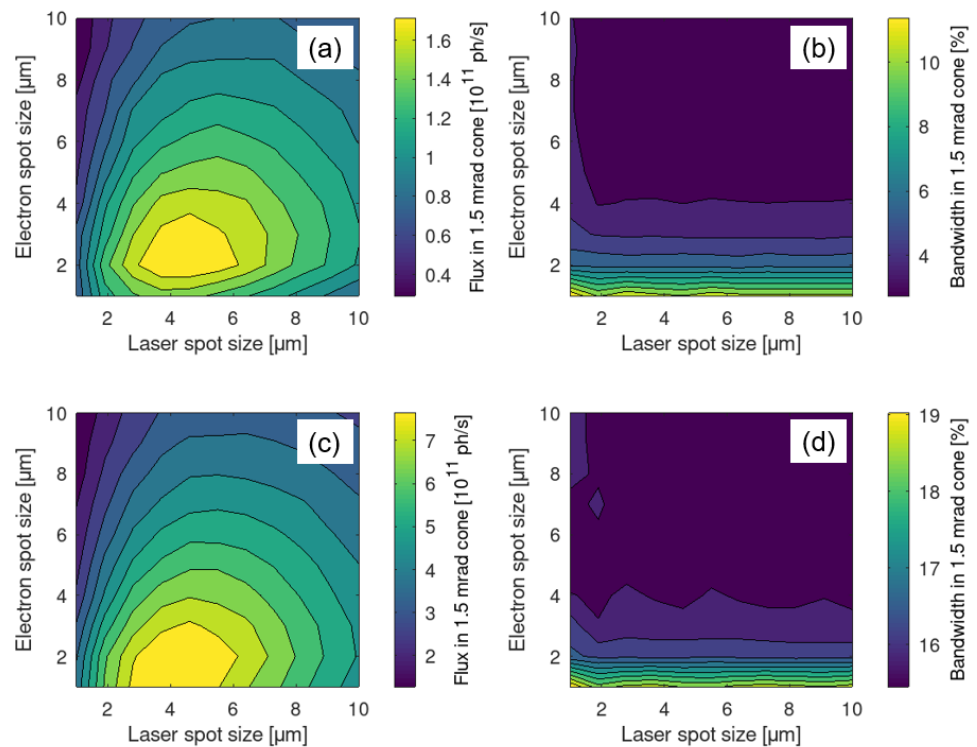 (a)
10
8
6
4
2
Electron spot size [µm]
2 4 6 8 10
Laser spot size [µm]
1.6
1.4
1.2
1
0.8
0.6
0.4
Flux in 1.5 mrad cone [10^11 ph/s]
(b)
10
8
6
4
2
Electron spot size [µm]
2 4 6 8 10
Laser spot size [µm]
10
8
6
4
Bandwidth in 1.5 mrad cone [%]
(c)
10
8
6
4
2
Electron spot size [µm]
2 4 6 8 10
Laser spot size [µm]
7
6
5
4
3
2
Flux in 1.5 mrad cone [10^11 ph/s]
(d)
10
8
6
4
2
Electron spot size [µm]
2 4 6 8 10
Laser spot size [µm]
19
18
17
16
Bandwidth in 1.5 mrad cone [%]